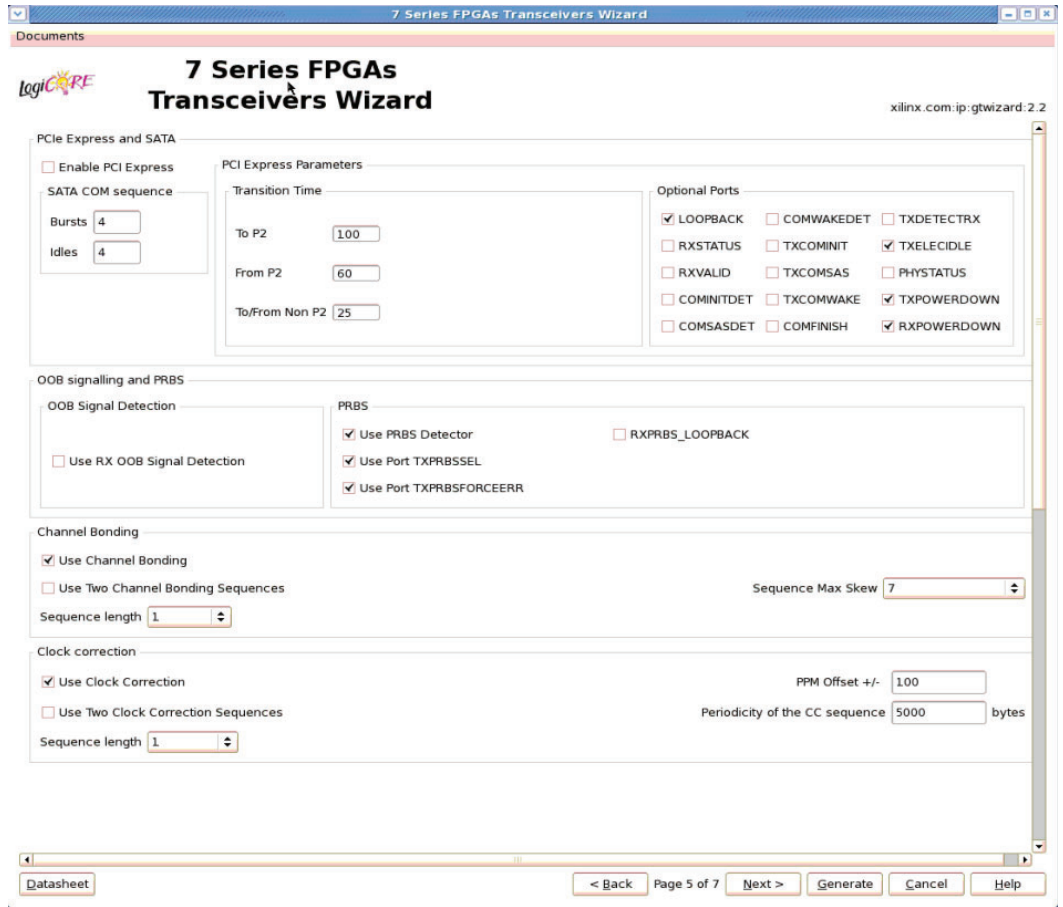 7 Series FPGAs Transceivers Wizard
Documents
LogiCORE
7 Series FPGAs
Transceivers Wizard
xilinx.com:ip:gtwizard:2.2
PCIe Express and SATA
Enable PCI Express
SATA COM sequence
Bursts 4
Idles 4
PCI Express Parameters
Transition Time
To P2 100
From P2 60
To/From Non P2 25
Optional Ports
LOOPBACK COMWAKEDET TXDETECTRX
RXSTATUS TXCOMINIT TXELECIDLE
RXVALID TXCOMSAS PHYSTATUS
COMINITDET TXCOMWAKE TXPOWERDOWN
COMSASDET COMFINISH RXPOWERDOWN
OOB signalling and PRBS
OOB Signal Detection
Use RX OOB Signal Detection
PRBS
Use PRBS Detector RXPRBS_LOOPBACK
Use Port TXPRBSSEL
Use Port TXPRBSFORCEERR
Channel Bonding
Use Channel Bonding
Use Two Channel Bonding Sequences Sequence Max Skew 7
Sequence length 1
Clock correction
Use Clock Correction PPM Offset +/- 100
Use Two Clock Correction Sequences Periodicity of the CC sequence 5000 bytes
Sequence length 1
Datasheet < Back Page 5 of 7 Next > Generate Cancel Help